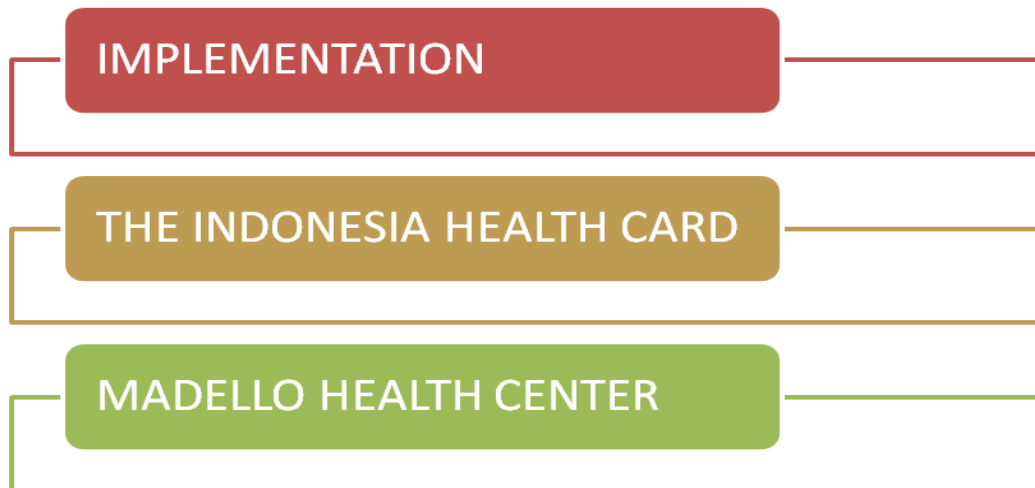 IMPLEMENTATION
THE INDONESIA HEALTH CARD
MADELLO HEALTH CENTER